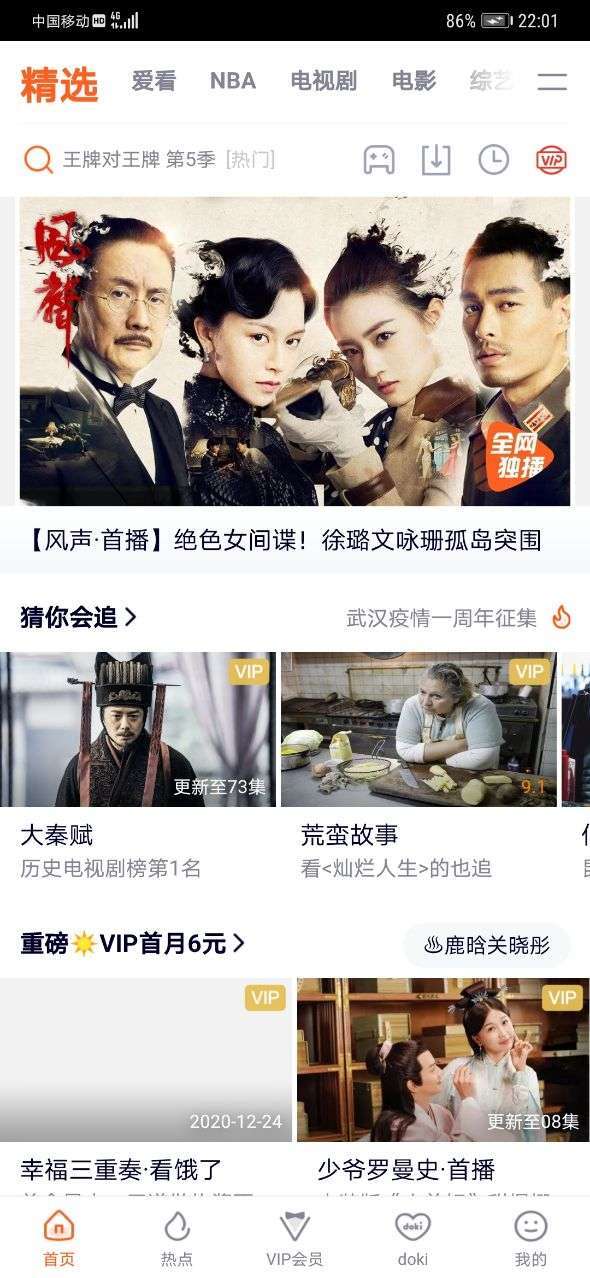 中国移动 HD 4G 86% 22:01
精选 爱看 NBA 电视剧 电影 综艺
王牌对王牌 第5季 [热门] VIP
风聲
全网
独播
【风声·首播】绝色女间谍！徐璐文咏珊孤岛突围
猜你会追 武汉疫情一周年征集
VIP VIP
更新至73集 9.1
大秦赋 荒蛮故事
历史电视剧榜第1名 看<灿烂人生>的也追
重磅💥VIP首月6元 ♨鹿晗关晓彤
VIP VIP
2020-12-24 更新至08集
幸福三重奏·看饿了 少爷罗曼史·首播
首页 热点 VIP会员 doki 我的